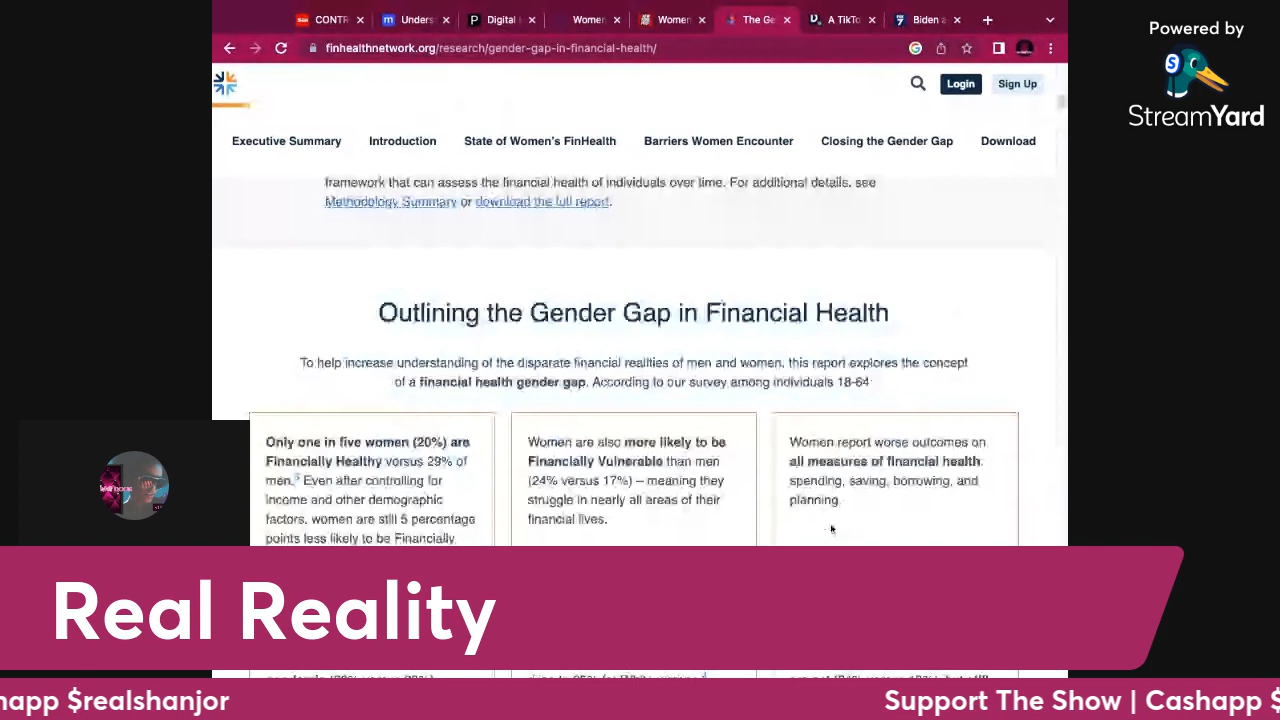 CONTR
Unders
Digital
Women
Women
The Ge
A TikTo
Biden a
Powered by
StreamYard
finhealthnetwork.org/research/gender-gap-in-financial-health/
Login
Sign Up
Executive Summary
Introduction
State of Women's FinHealth
Barriers Women Encounter
Closing the Gender Gap
Download
framework that can assess the financial health of individuals over time. For additional details, see
Methodology Summary or download the full report.
Outlining the Gender Gap in Financial Health
To help increase understanding of the disparate financial realities of men and women, this report explores the concept
of a financial health gender gap. According to our survey among individuals 18-64
Only one in five women (20%) are
Financially Healthy versus 29% of
men.5 Even after controlling for
income and other demographic
factors, women are still 5 percentage
points less likely to be Financially
Women are also more likely to be
Financially Vulnerable than men
(24% versus 17%) – meaning they
struggle in nearly all areas of their
financial lives.
Women report worse outcomes on
all measures of financial health:
spending, saving, borrowing, and
planning.
Real Reality
happ $realshanjor
Support The Show | Cashapp $